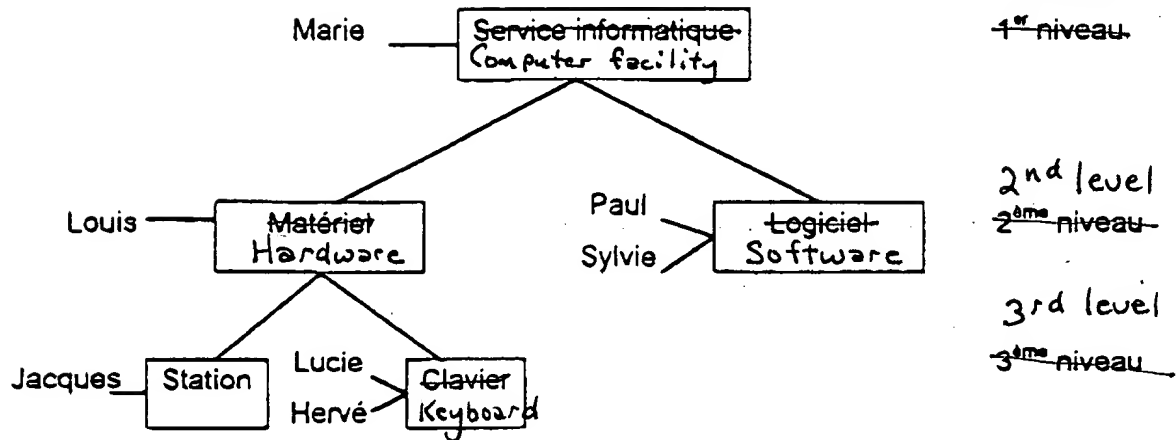 Marie
Service informatique
Computer facility
1er niveau
2nd level
Louis
Matériel
Hardware
Paul
Sylvie
Logiciel
Software
2ème niveau
3rd level
3ème niveau
Jacques
Station
Lucie
Hervé
Clavier
Keyboard